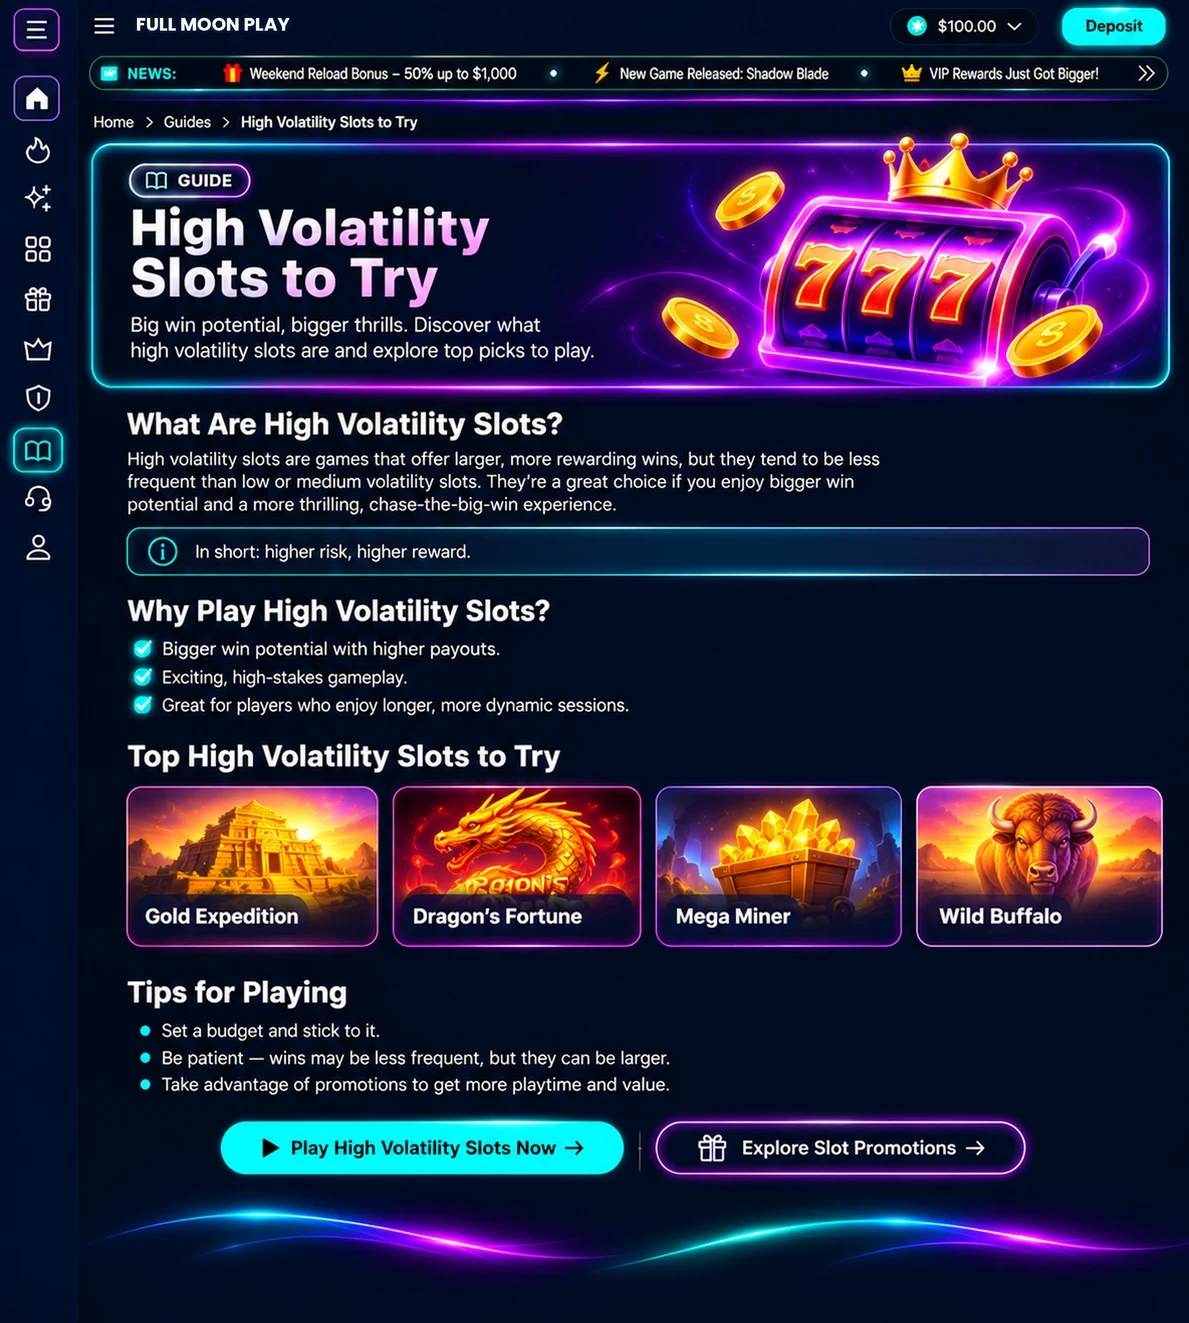 FULL MOON PLAY
$100.00
Deposit
NEWS:
Weekend Reload Bonus – 50% up to $1,000
New Game Released: Shadow Blade
VIP Rewards Just Got Bigger!
Home > Guides > High Volatility Slots to Try
GUIDE
High Volatility
Slots to Try
Big win potential, bigger thrills. Discover what
high volatility slots are and explore top picks to play.
777
What Are High Volatility Slots?
High volatility slots are games that offer larger, more rewarding wins, but they tend to be less
frequent than low or medium volatility slots. They're a great choice if you enjoy bigger win
potential and a more thrilling, chase-the-big-win experience.
In short: higher risk, higher reward.
Why Play High Volatility Slots?
Bigger win potential with higher payouts.
Exciting, high-stakes gameplay.
Great for players who enjoy longer, more dynamic sessions.
Top High Volatility Slots to Try
Gold Expedition
Dragon's Fortune
Mega Miner
Wild Buffalo
Tips for Playing
Set a budget and stick to it.
Be patient — wins may be less frequent, but they can be larger.
Take advantage of promotions to get more playtime and value.
Play High Volatility Slots Now →
Explore Slot Promotions →